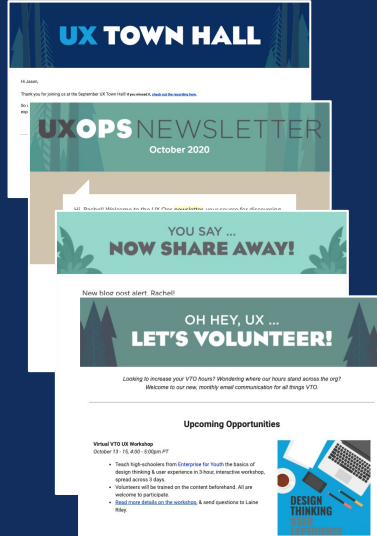 UX TOWN HALL
Hi Jason,
Thank you for joining us at the September UX Town Hall! If you missed it, check out the recording here.
So
exp
UXOPS NEWSLETTER
October 2020
Hi, Rachel! Welcome to the UX Ops newsletter, your source for discovering
YOU SAY ...
NOW SHARE AWAY!
New blog post alert, Rachel!
OH HEY, UX ...
LET'S VOLUNTEER!
Looking to increase your VTO hours? Wondering where our hours stand across the org?
Welcome to our new, monthly email communication for all things VTO.
Upcoming Opportunities
Virtual VTO UX Workshop
October 13 - 15, 4:00 - 5:00pm PT
• Teach high-schoolers from Enterprise for Youth the basics of
design thinking & user experience in 3-hour, interactive workshop,
spread across 3 days.
• Volunteers will be trained on the content beforehand. All are
welcome to participate.
• Read more details on the workshop, & send questions to Laine
Riley.
DESIGN
THINKING